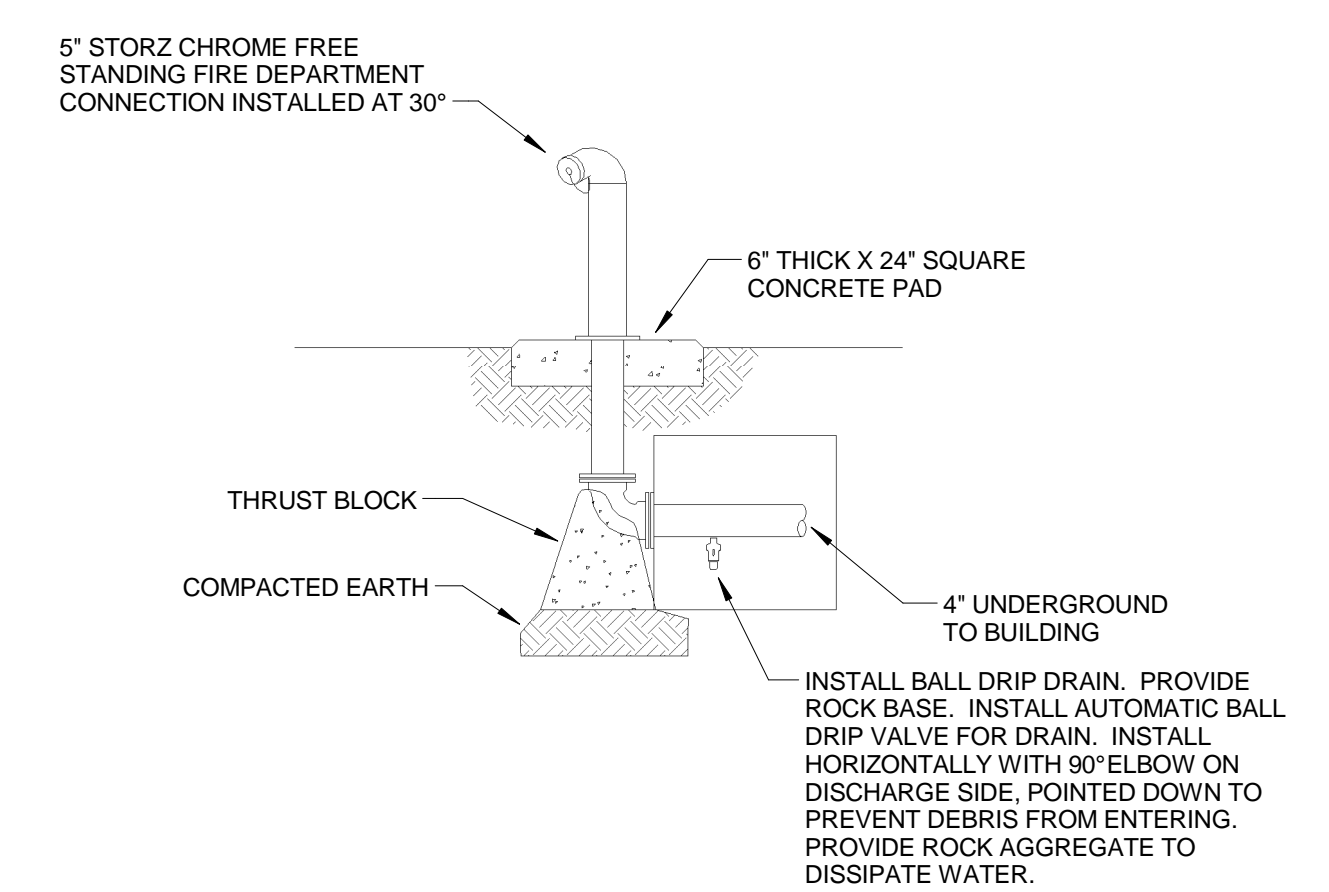 5" STORZ CHROME FREE
STANDING FIRE DEPARTMENT
CONNECTION INSTALLED AT 30°
6" THICK X 24" SQUARE
CONCRETE PAD
THRUST BLOCK
COMPACTED EARTH
4" UNDERGROUND
TO BUILDING
INSTALL BALL DRIP DRAIN.  PROVIDE
ROCK BASE.  INSTALL AUTOMATIC BALL
DRIP VALVE FOR DRAIN.  INSTALL
HORIZONTALLY WITH 90° ELBOW ON
DISCHARGE SIDE, POINTED DOWN TO
PREVENT DEBRIS FROM ENTERING.
PROVIDE ROCK AGGREGATE TO
DISSIPATE WATER.